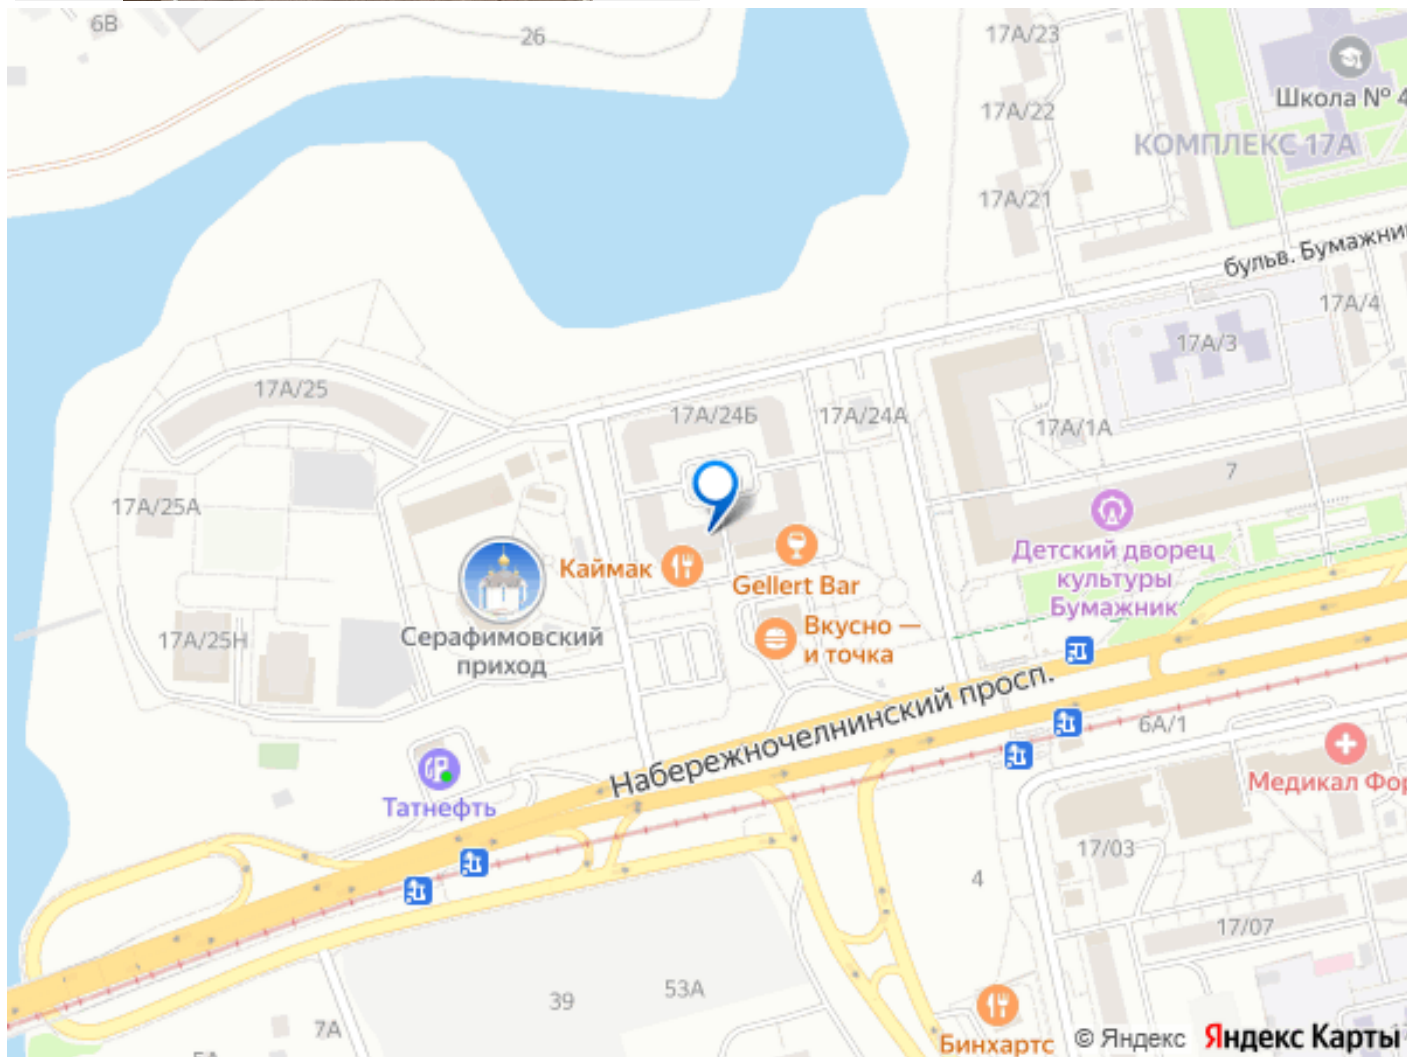 6В
26
17А/23
Школа № 4
17А/22
КОМПЛЕКС 17А
17А/21
бульв. Бумажни
17А/4
17А/3
17А/25
17А/24Б
17А/24А
17А/1А
7
17А/25А
Детский дворец
культуры
Бумажник
Каймак
Gellert Bar
Вкусно —
и точка
17А/25Н
Серафимовский
приход
Набережночелнинский просп.
6А/1
Медикал Фор
Татнефть
17/03
4
17/07
39
53А
7А
5А
Бинхартс
© Яндекс Яндекс Карты